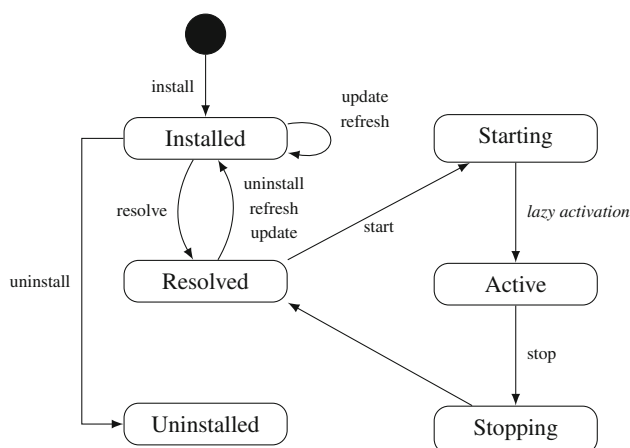 install
Installed
update
refresh
Starting
resolve
uninstall
refresh
update
start
lazy activation
uninstall
Resolved
Active
stop
Uninstalled
Stopping